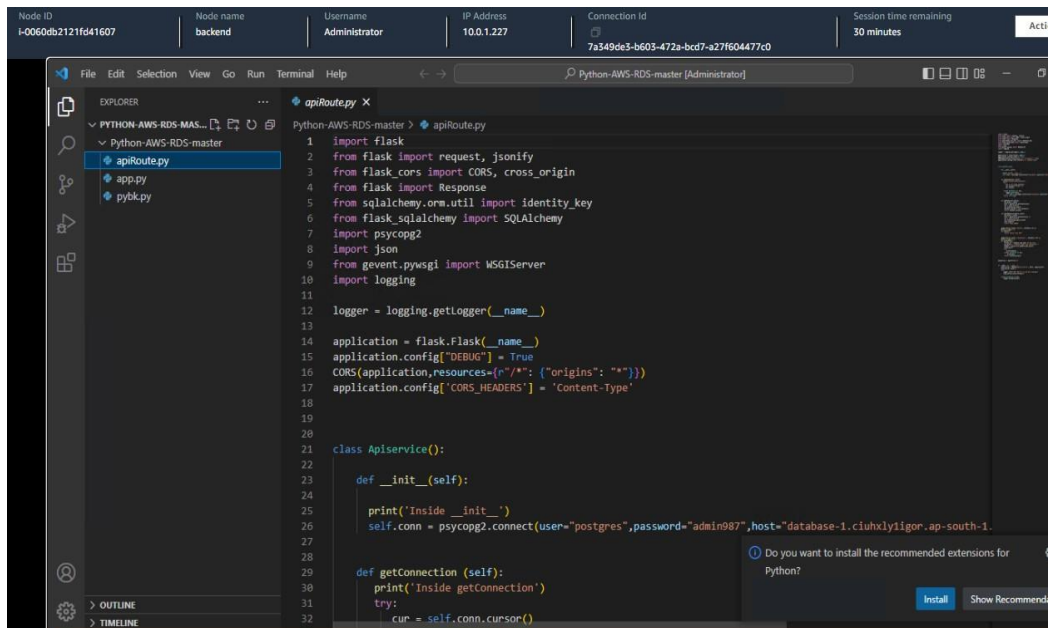 Node ID
i-0060db2121fd41607
Node name
backend
Username
Administrator
IP Address
10.0.1.227
Connection Id
7a349de3-b603-472a-bcd7-a27f604477c0
Session time remaining
30 minutes
Acti
File Edit Selection View Go Run Terminal Help
Python-AWS-RDS-master [Administrator]
EXPLORER
PYTHON-AWS-RDS-MAS...
Python-AWS-RDS-master
apiRoute.py
app.py
pybk.py
OUTLINE
TIMELINE
apiRoute.py
Python-AWS-RDS-master > apiRoute.py
1 import flask
2 from flask import request, jsonify
3 from flask_cors import CORS, cross_origin
4 from flask import Response
5 from sqlalchemy.orm.util import identity_key
6 from flask_sqlalchemy import SQLAlchemy
7 import psycopg2
8 import json
9 from gevent.pywsgi import WSGIServer
10 import logging
11
12 logger = logging.getLogger(__name__)
13
14 application = flask.Flask(__name__)
15 application.config["DEBUG"] = True
16 CORS(application,resources={r"/*": {"origins": "*"}})
17 application.config['CORS_HEADERS'] = 'Content-Type'
18
19
20
21 class Apiservice():
22
23 def __init__(self):
24
25 print('Inside __init__')
26 self.conn = psycopg2.connect(user="postgres",password="admin987",host="database-1.ciuhxly1igor.ap-south-1.
27
28
29 def getConnection (self):
30 print('Inside getConnection')
31 try:
32 cur = self.conn.cursor()
Do you want to install the recommended extensions for
Python?
Install
Show Recommenda